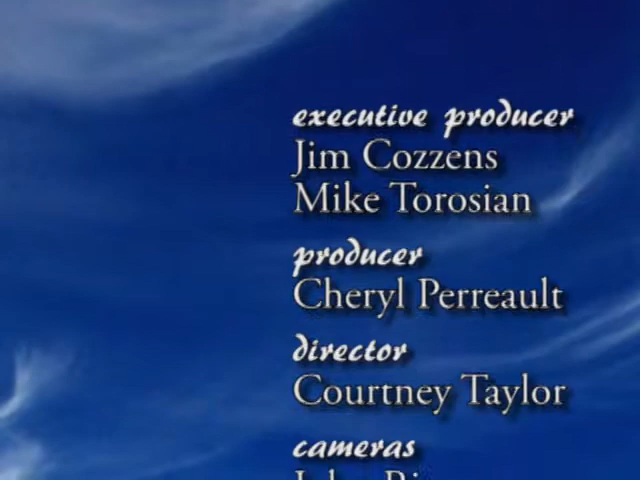 executive producer
Jim Cozzens
Mike Torosian
producer
Cheryl Perreault
director
Courtney Taylor
cameras